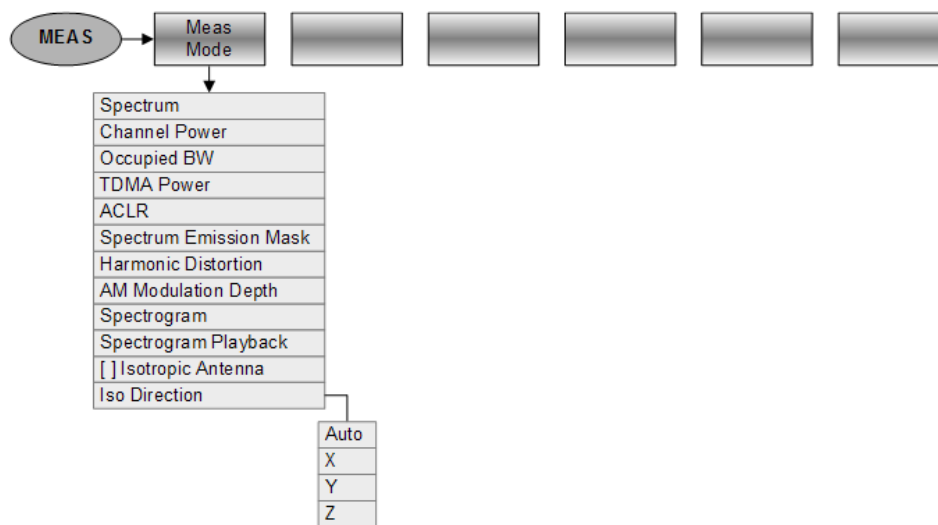 MEAS
Meas
Mode
Spectrum
Channel Power
Occupied BW
TDMA Power
ACLR
Spectrum Emission Mask
Harmonic Distortion
AM Modulation Depth
Spectrogram
Spectrogram Playback
[ ] Isotropic Antenna
Iso Direction
Auto
X
Y
Z